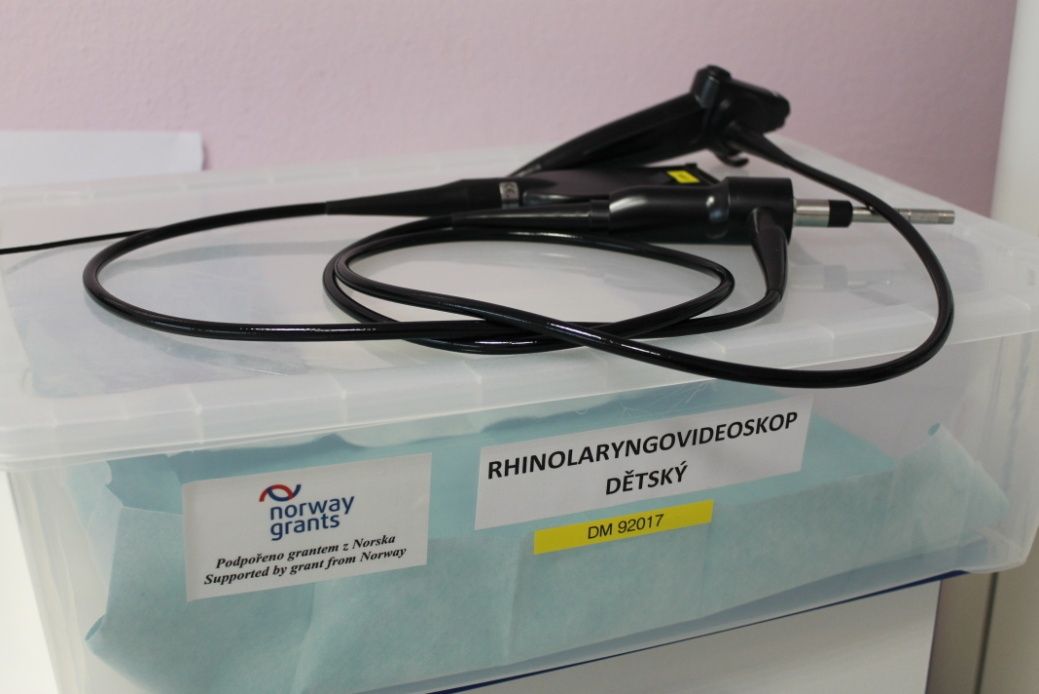 norway
grants
Podpořeno grantem z Norska
Supported by grant from Norway
RHINOLARYNGOVIDEOSKOP
DĚTSKÝ
DM 92017